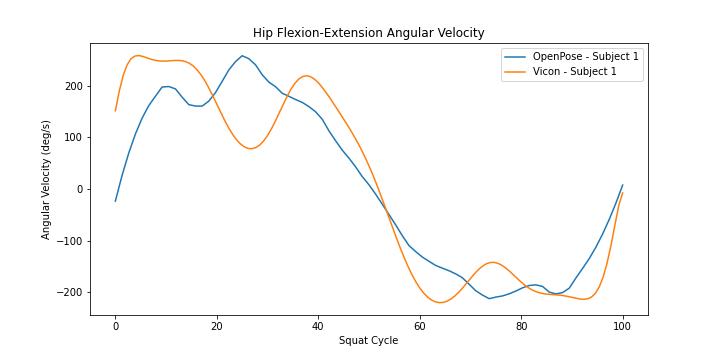 Hip Flexion-Extension Angular Velocity
OpenPose - Subject 1
Vicon - Subject 1
200
100
0
−100
−200
Angular Velocity (deg/s)
0 20 40 60 80 100
Squat Cycle